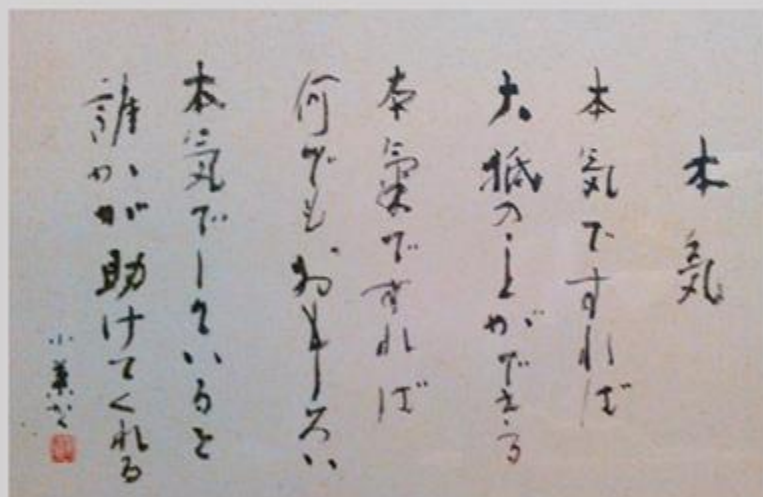 本気
本気ですれば
大抵のことができる
本氣ですれば
何でもおもしろい
本気でしていると
誰かが助けてくれる